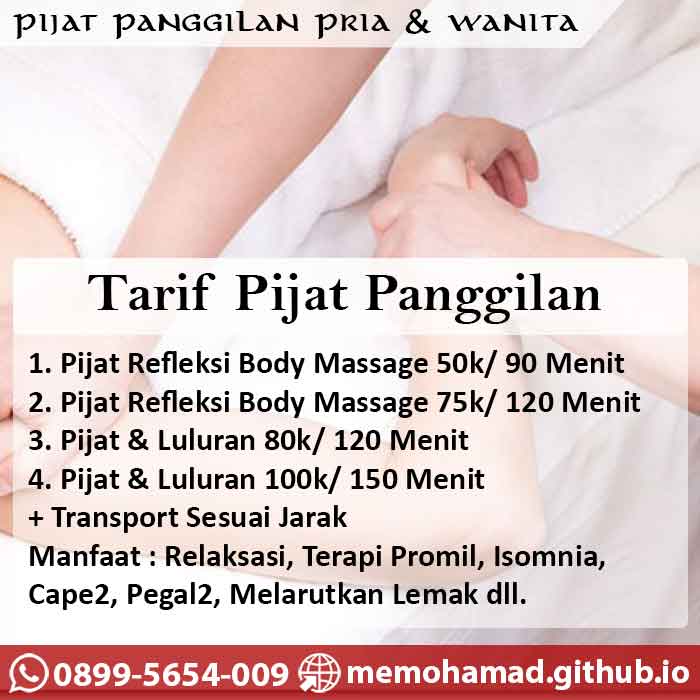 PIJAT PANGGILAN PRIA & WANITA
Tarif Pijat Panggilan
1. Pijat Refleksi Body Massage 50k/ 90 Menit
2. Pijat Refleksi Body Massage 75k/ 120 Menit
3. Pijat & Luluran 80k/ 120 Menit
4. Pijat & Luluran 100k/ 150 Menit
+ Transport Sesuai Jarak
Manfaat : Relaksasi, Terapi Promil, Isomnia,
Cape2, Pegal2, Melarutkan Lemak dll.
0899-5654-009 memohamad.github.io